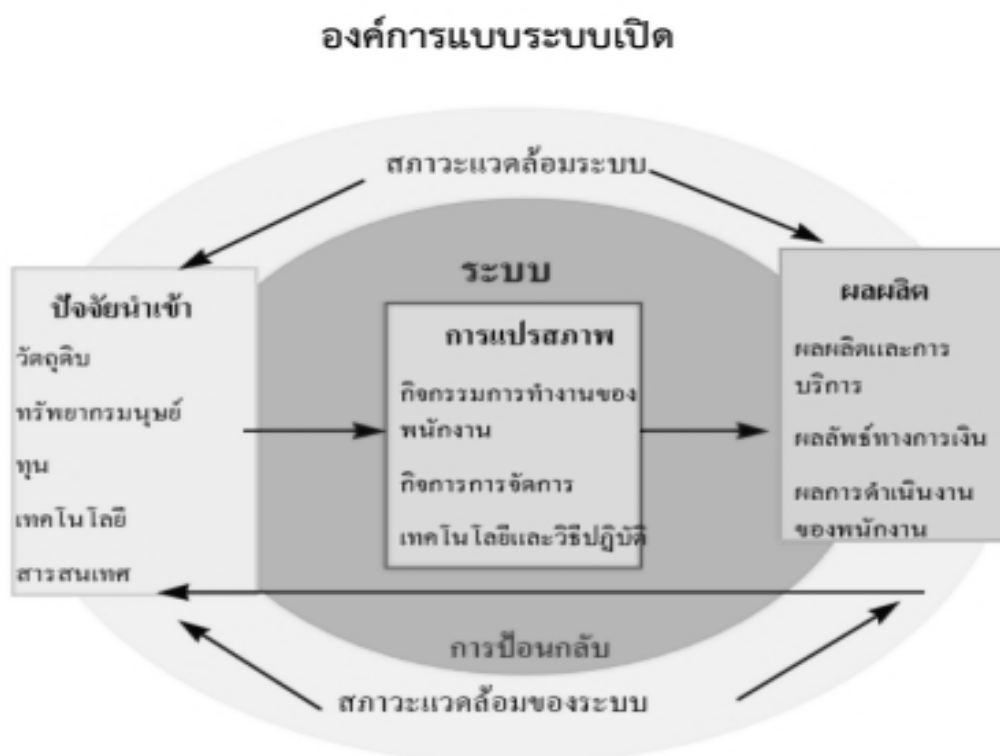 องค์การแบบระบบเปิด
สภาวะแวดล้อมระบบ
ระบบ
ปัจจัยนำเข้า
วัตถุดิบ
ทรัพยากรมนุษย์
ทุน
เทคโนโลยี
สารสนเทศ
การแปรสภาพ
กิจกรรมการทำงานของ
พนักงาน
กิจการการจัดการ
เทคโนโลยีและวิธีปฏิบัติ
ผลผลิต
ผลผลิตและการ
บริการ
ผลลัพธ์ทางการเงิน
ผลการดำเนินงาน
ของพนักงาน
การป้อนกลับ
สภาวะแวดล้อมของระบบ